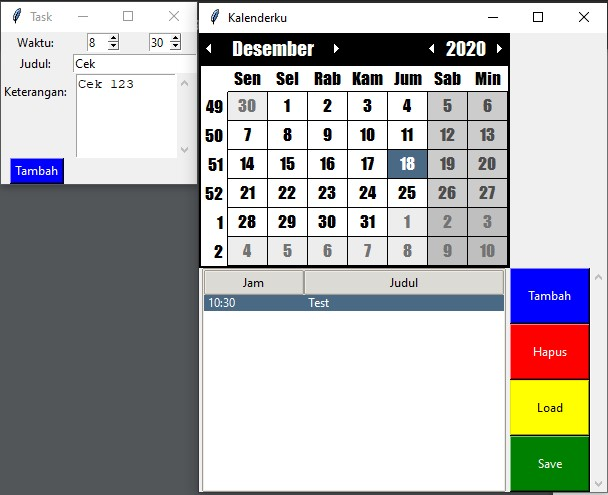 Task
Waktu: 8 30
Judul: Cek
Keterangan: Cek 123
Tambah
Kalenderku
Desember 2020
Sen Sel Rab Kam Jum Sab Min
49 30 1 2 3 4 5 6
50 7 8 9 10 11 12 13
51 14 15 16 17 18 19 20
52 21 22 23 24 25 26 27
1 28 29 30 31 1 2 3
2 4 5 6 7 8 9 10
Jam Judul
10:30 Test
Tambah
Hapus
Load
Save